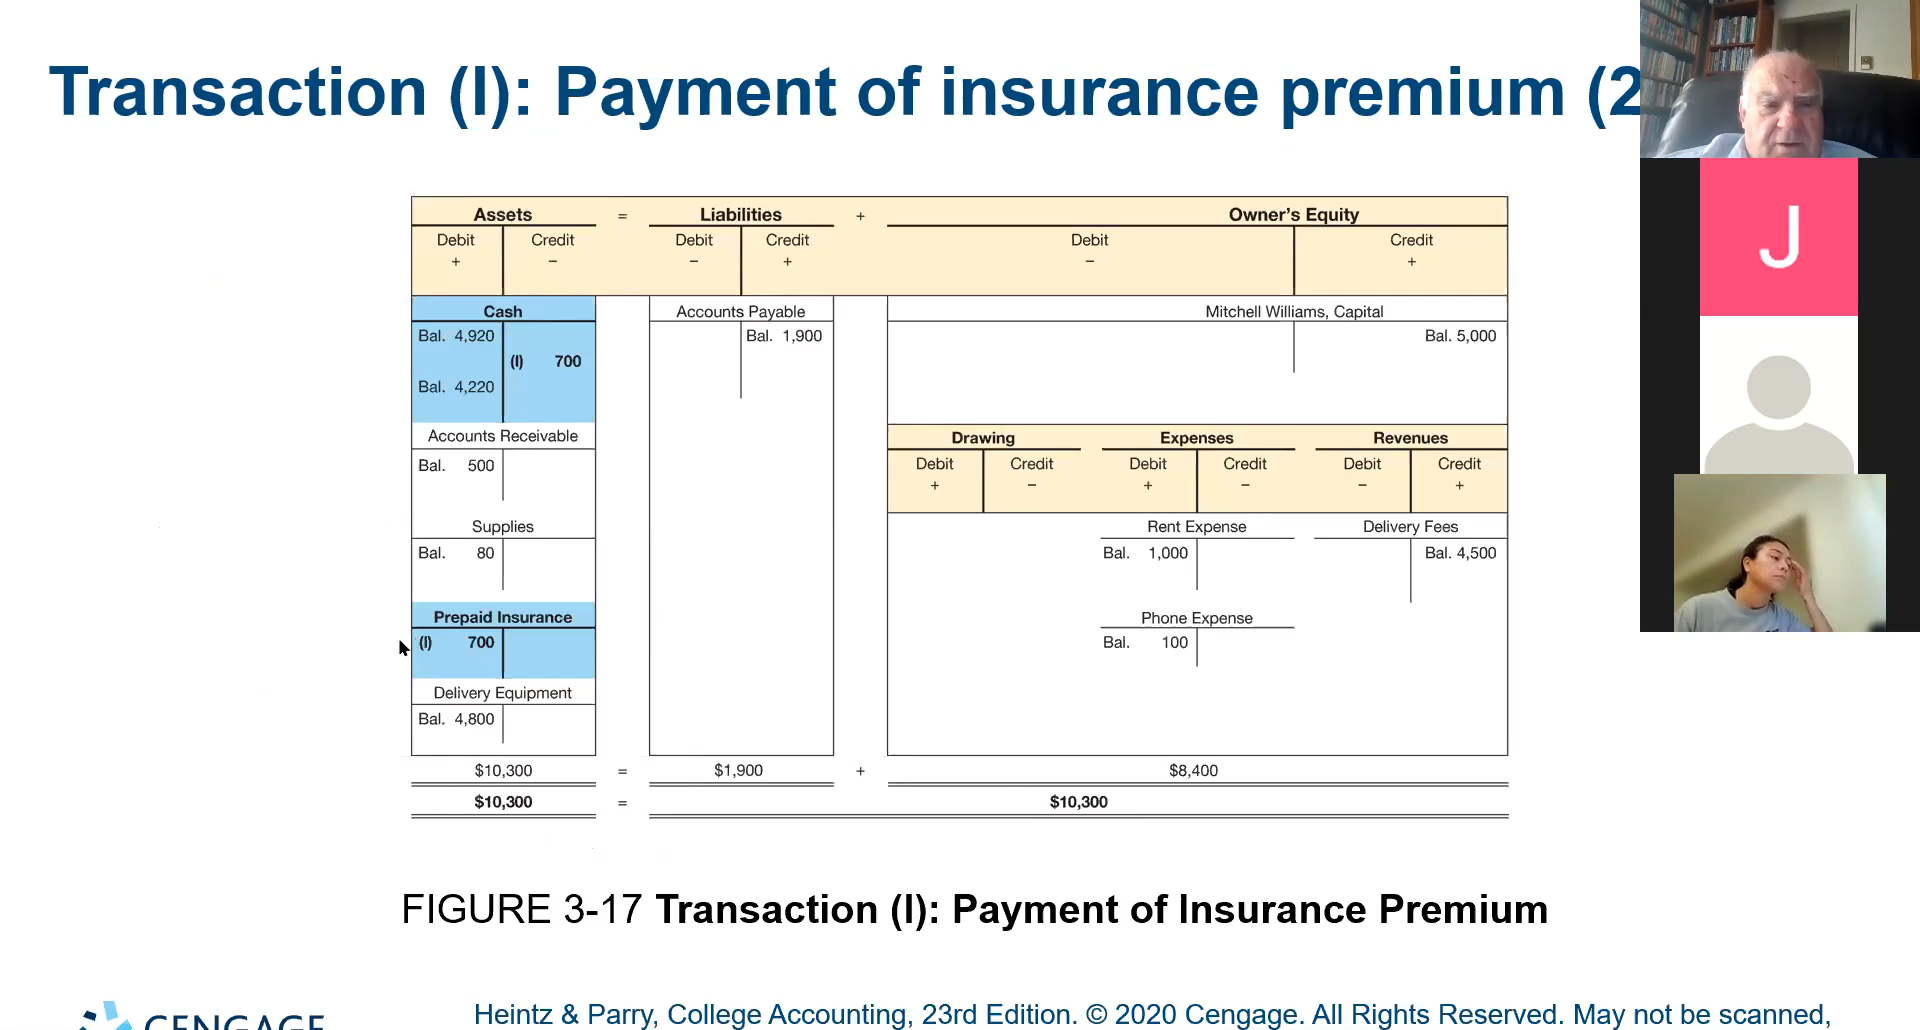 Transaction (I): Payment of insurance premium (2
J
Assets = Liabilities + Owner's Equity
Debit Credit Debit Credit Debit Credit
+ − − + − +
Cash Accounts Payable Mitchell Williams, Capital
Bal. 4,920 Bal. 1,900 Bal. 5,000
(I) 700
Bal. 4,220
Accounts Receivable Drawing Expenses Revenues
Bal. 500 Debit Credit Debit Credit Debit Credit
+ − + − − +
Supplies Rent Expense Delivery Fees
Bal. 80 Bal. 1,000 Bal. 4,500
Prepaid Insurance Phone Expense
(I) 700 Bal. 100
Delivery Equipment
Bal. 4,800
$10,300 = $1,900 + $8,400
$10,300 = $10,300
FIGURE 3-17 Transaction (I): Payment of Insurance Premium
CENGAGE
Heintz & Parry, College Accounting, 23rd Edition. © 2020 Cengage. All Rights Reserved. May not be scanned,